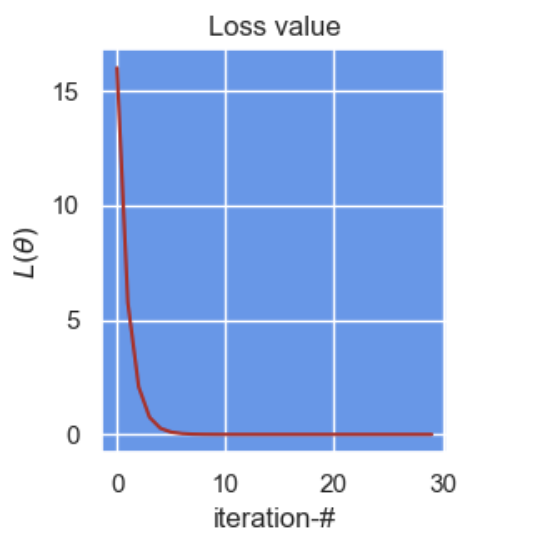 Loss value
15
10
5
0
L(θ)
0 10 20 30
iteration-#